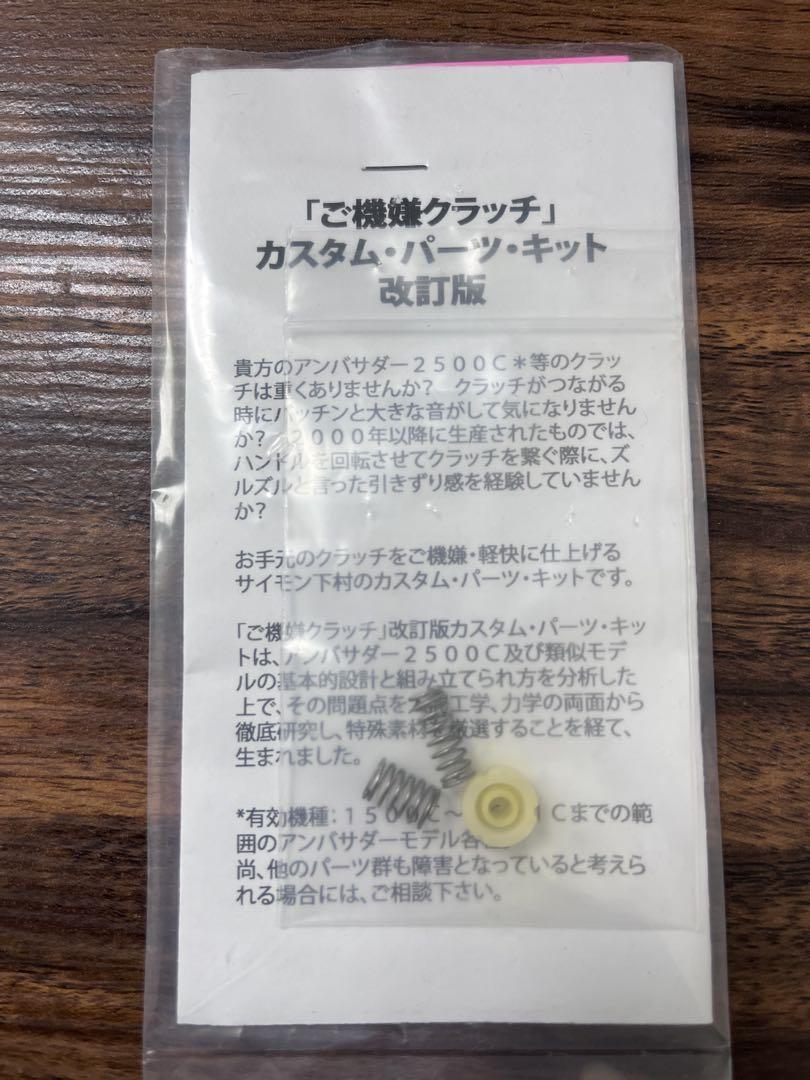 「ご機嫌クラッチ」
カスタム・パーツ・キット
改訂版
貴方のアンバサダー２５００Ｃ＊等のクラッ
チは重くありませんか？　クラッチがつながる
時にバッチンと大きな音がして気になりません
か？　２０００年以降に生産されたものでは、
ハンドルを回転させてクラッチを繋ぐ際に、ズ
ルズルと言った引きずり感を経験していません
か？
お手元のクラッチをご機嫌・軽快に仕上げる
サイモン下村のカスタム・パーツ・キットです。
「ご機嫌クラッチ」改訂版カスタム・パーツ・キッ
トは、アンバサダー２５００Ｃ及び類似モデ
ルの基本的設計と組み立てられ方を分析した
上で、その問題点を工学、力学の両面から
徹底研究し、特殊素材を厳選することを経て、
生まれました。
*有効機種：１５００Ｃ～１Ｃまでの範
囲のアンバサダーモデル各
尚、他のパーツ群も障害となっていると考えら
れる場合には、ご相談下さい。